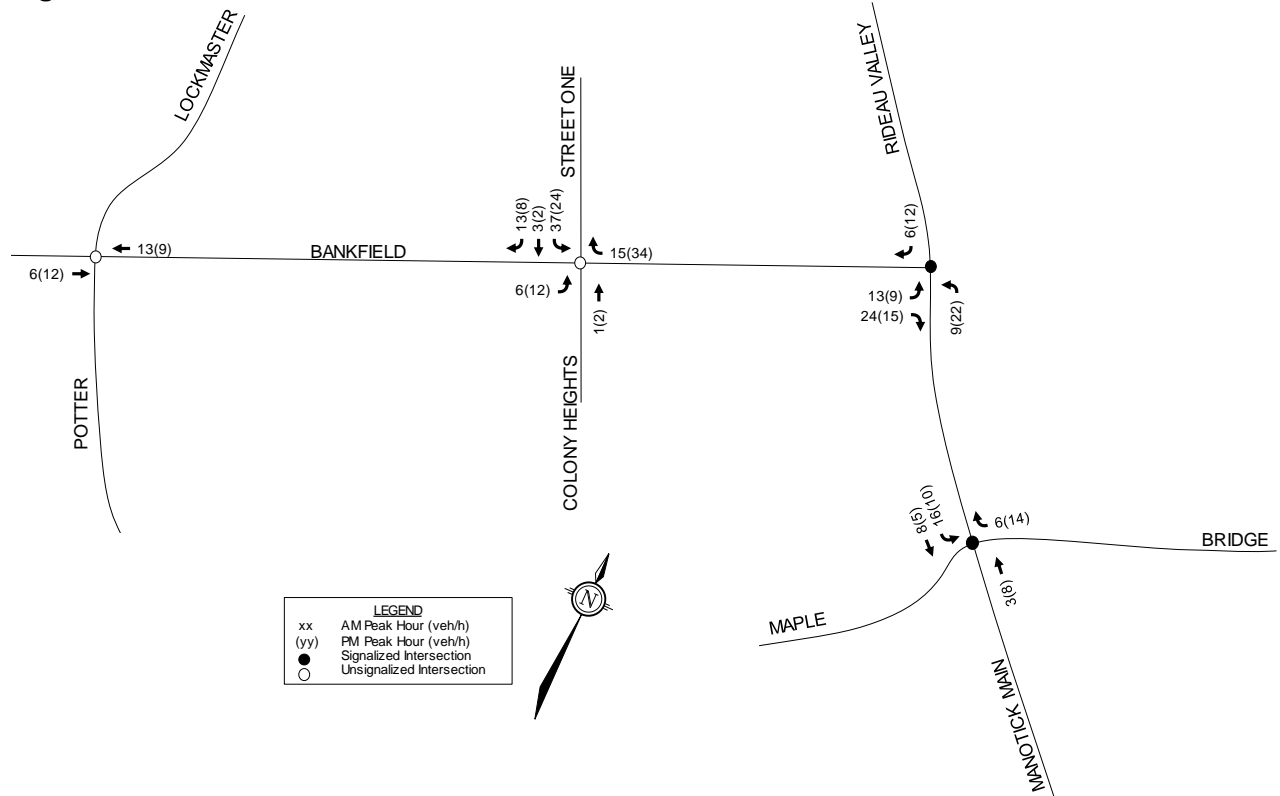 LOCKMASTER
STREET ONE
RIDEAU VALLEY
13(8)
3(2)
37(24)
6(12)
13(9)
BANKFIELD
15(34)
6(12)
6(12)
1(2)
13(9)
24(15)
9(22)
POTTER
COLONY HEIGHTS
8(5)
16(10)
6(14)
BRIDGE
3(8)
MAPLE
N
LEGEND
xx AM Peak Hour (veh/h)
(yy) PM Peak Hour (veh/h)
Signalized Intersection
Unsignalized Intersection
MANOTICK MAIN